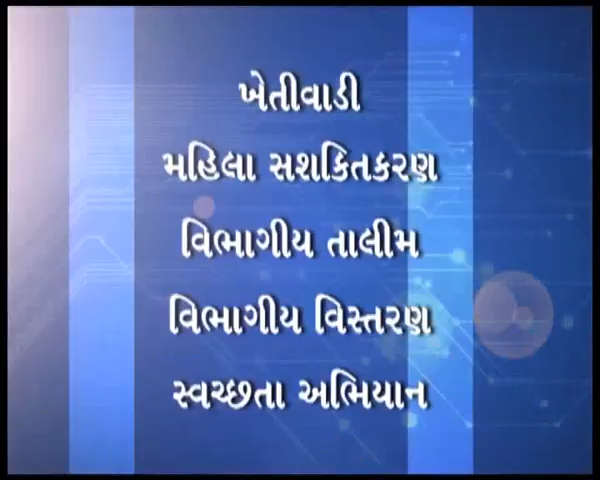 ખેતીવાડી
મહિલા સશકિતકરણ
વિભાગીય તાલીમ
વિભાગીય વિસ્તરણ
સ્વચ્છતા અભિયાન